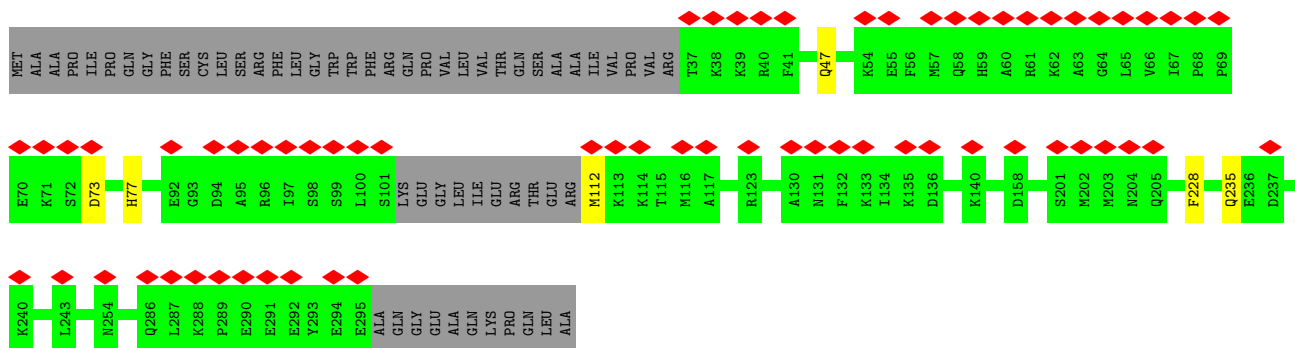 MET ALA ALA PRO ILE PRO GLN GLY PHE SER CYS LEU SER ARG PHE LEU GLY TRP TRP PHE ARG GLN PRO VAL LEU VAL THR GLN SER ALA ALA ILE VAL PRO VAL ARG T37 K38 K39 R40 F41 Q47 K54 E55 F56 M57 Q58 H59 A60 R61 K62 A63 G64 L65 V66 I67 P68 P69
E70 K71 S72 D73 H77 E92 G93 D94 A95 R96 I97 S98 S99 L100 S101 LYS GLU GLY LEU ILE GLU ARG THR GLU ARG M112 K113 K114 T115 M116 A117 R123 A130 N131 F132 K133 I134 K135 D136 K140 D158 S201 M202 M203 N204 Q205 F228 Q235 E236 D237
K240 L243 N254 Q286 L287 K288 P289 E290 E291 E292 Y293 E294 E295 ALA GLN GLY GLU ALA GLN LYS PRO GLN LEU ALA